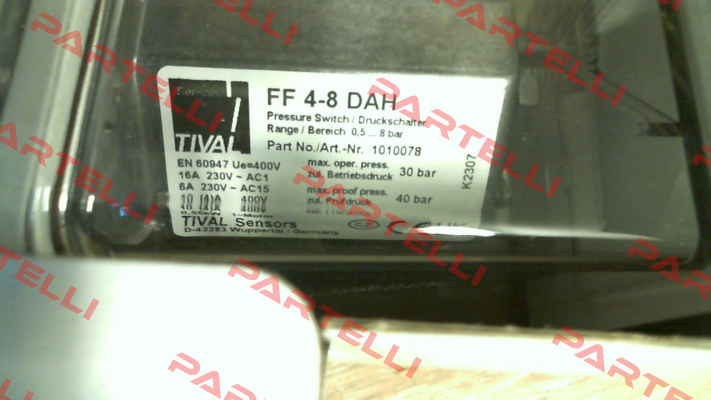 Sensors
TIVAL
FF 4-8 DAH
Pressure Switch / Druckschalter
Range / Bereich 0,5 ... 8 bar
Part No./Art.-Nr. 1010078
EN 60947 Ue=400V
16A 230V ~ AC1
6A 230V ~ AC15
max. oper. press.
zul. Betriebsdruck 30 bar
max. proof press.
zul. Prüfdruck 40 bar
K2307
TIVAL Sensors
D-42283 Wuppertal / Germany
PARTELLI
PARTELLI
PARTELLI
PARTELLI
PARTELLI
PARTELLI
PARTELLI
PARTELLI